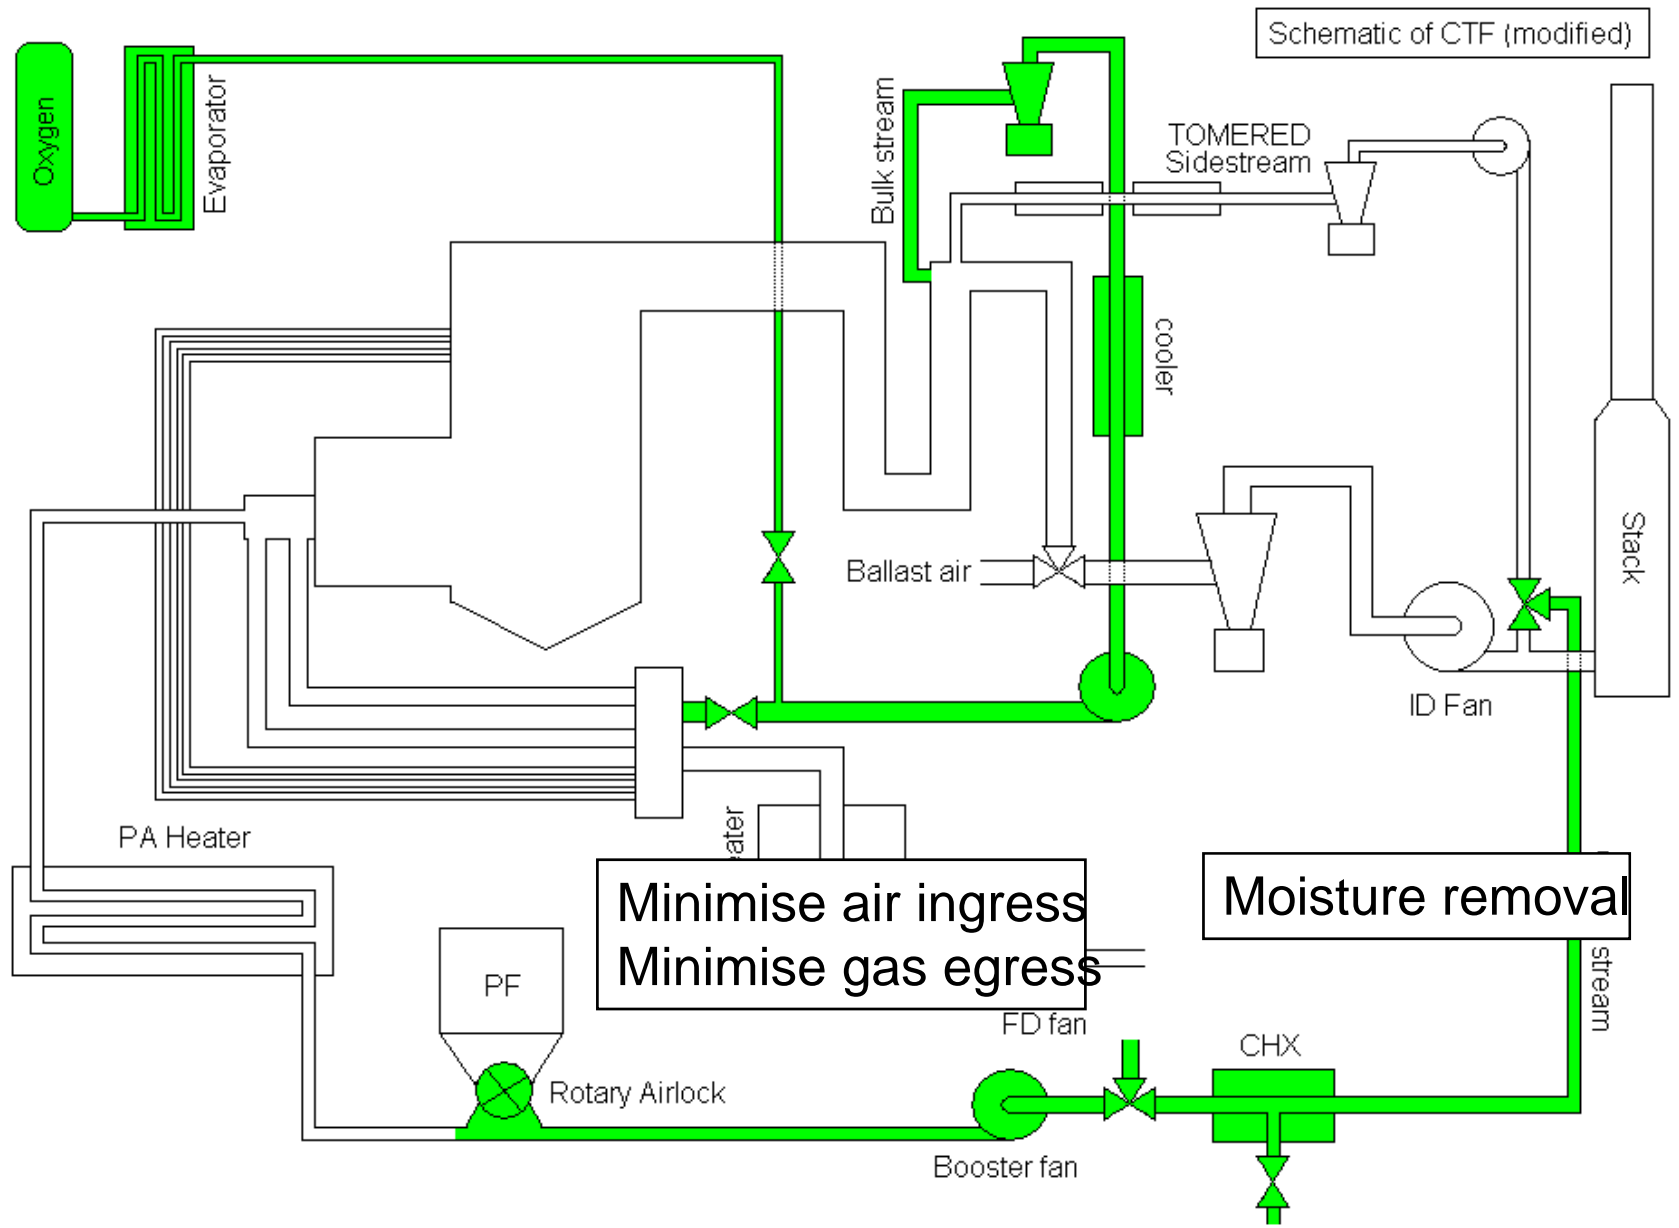 Schematic of CTF (modified)
Oxygen
Evaporator
Bulk stream
TOMERED
Sidestream
cooler
Stack
Ballast air
ID Fan
PA Heater
Minimise air ingress
Minimise gas egress
Moisture removal
stream
PF
FD fan
Rotary Airlock
CHX
Booster fan